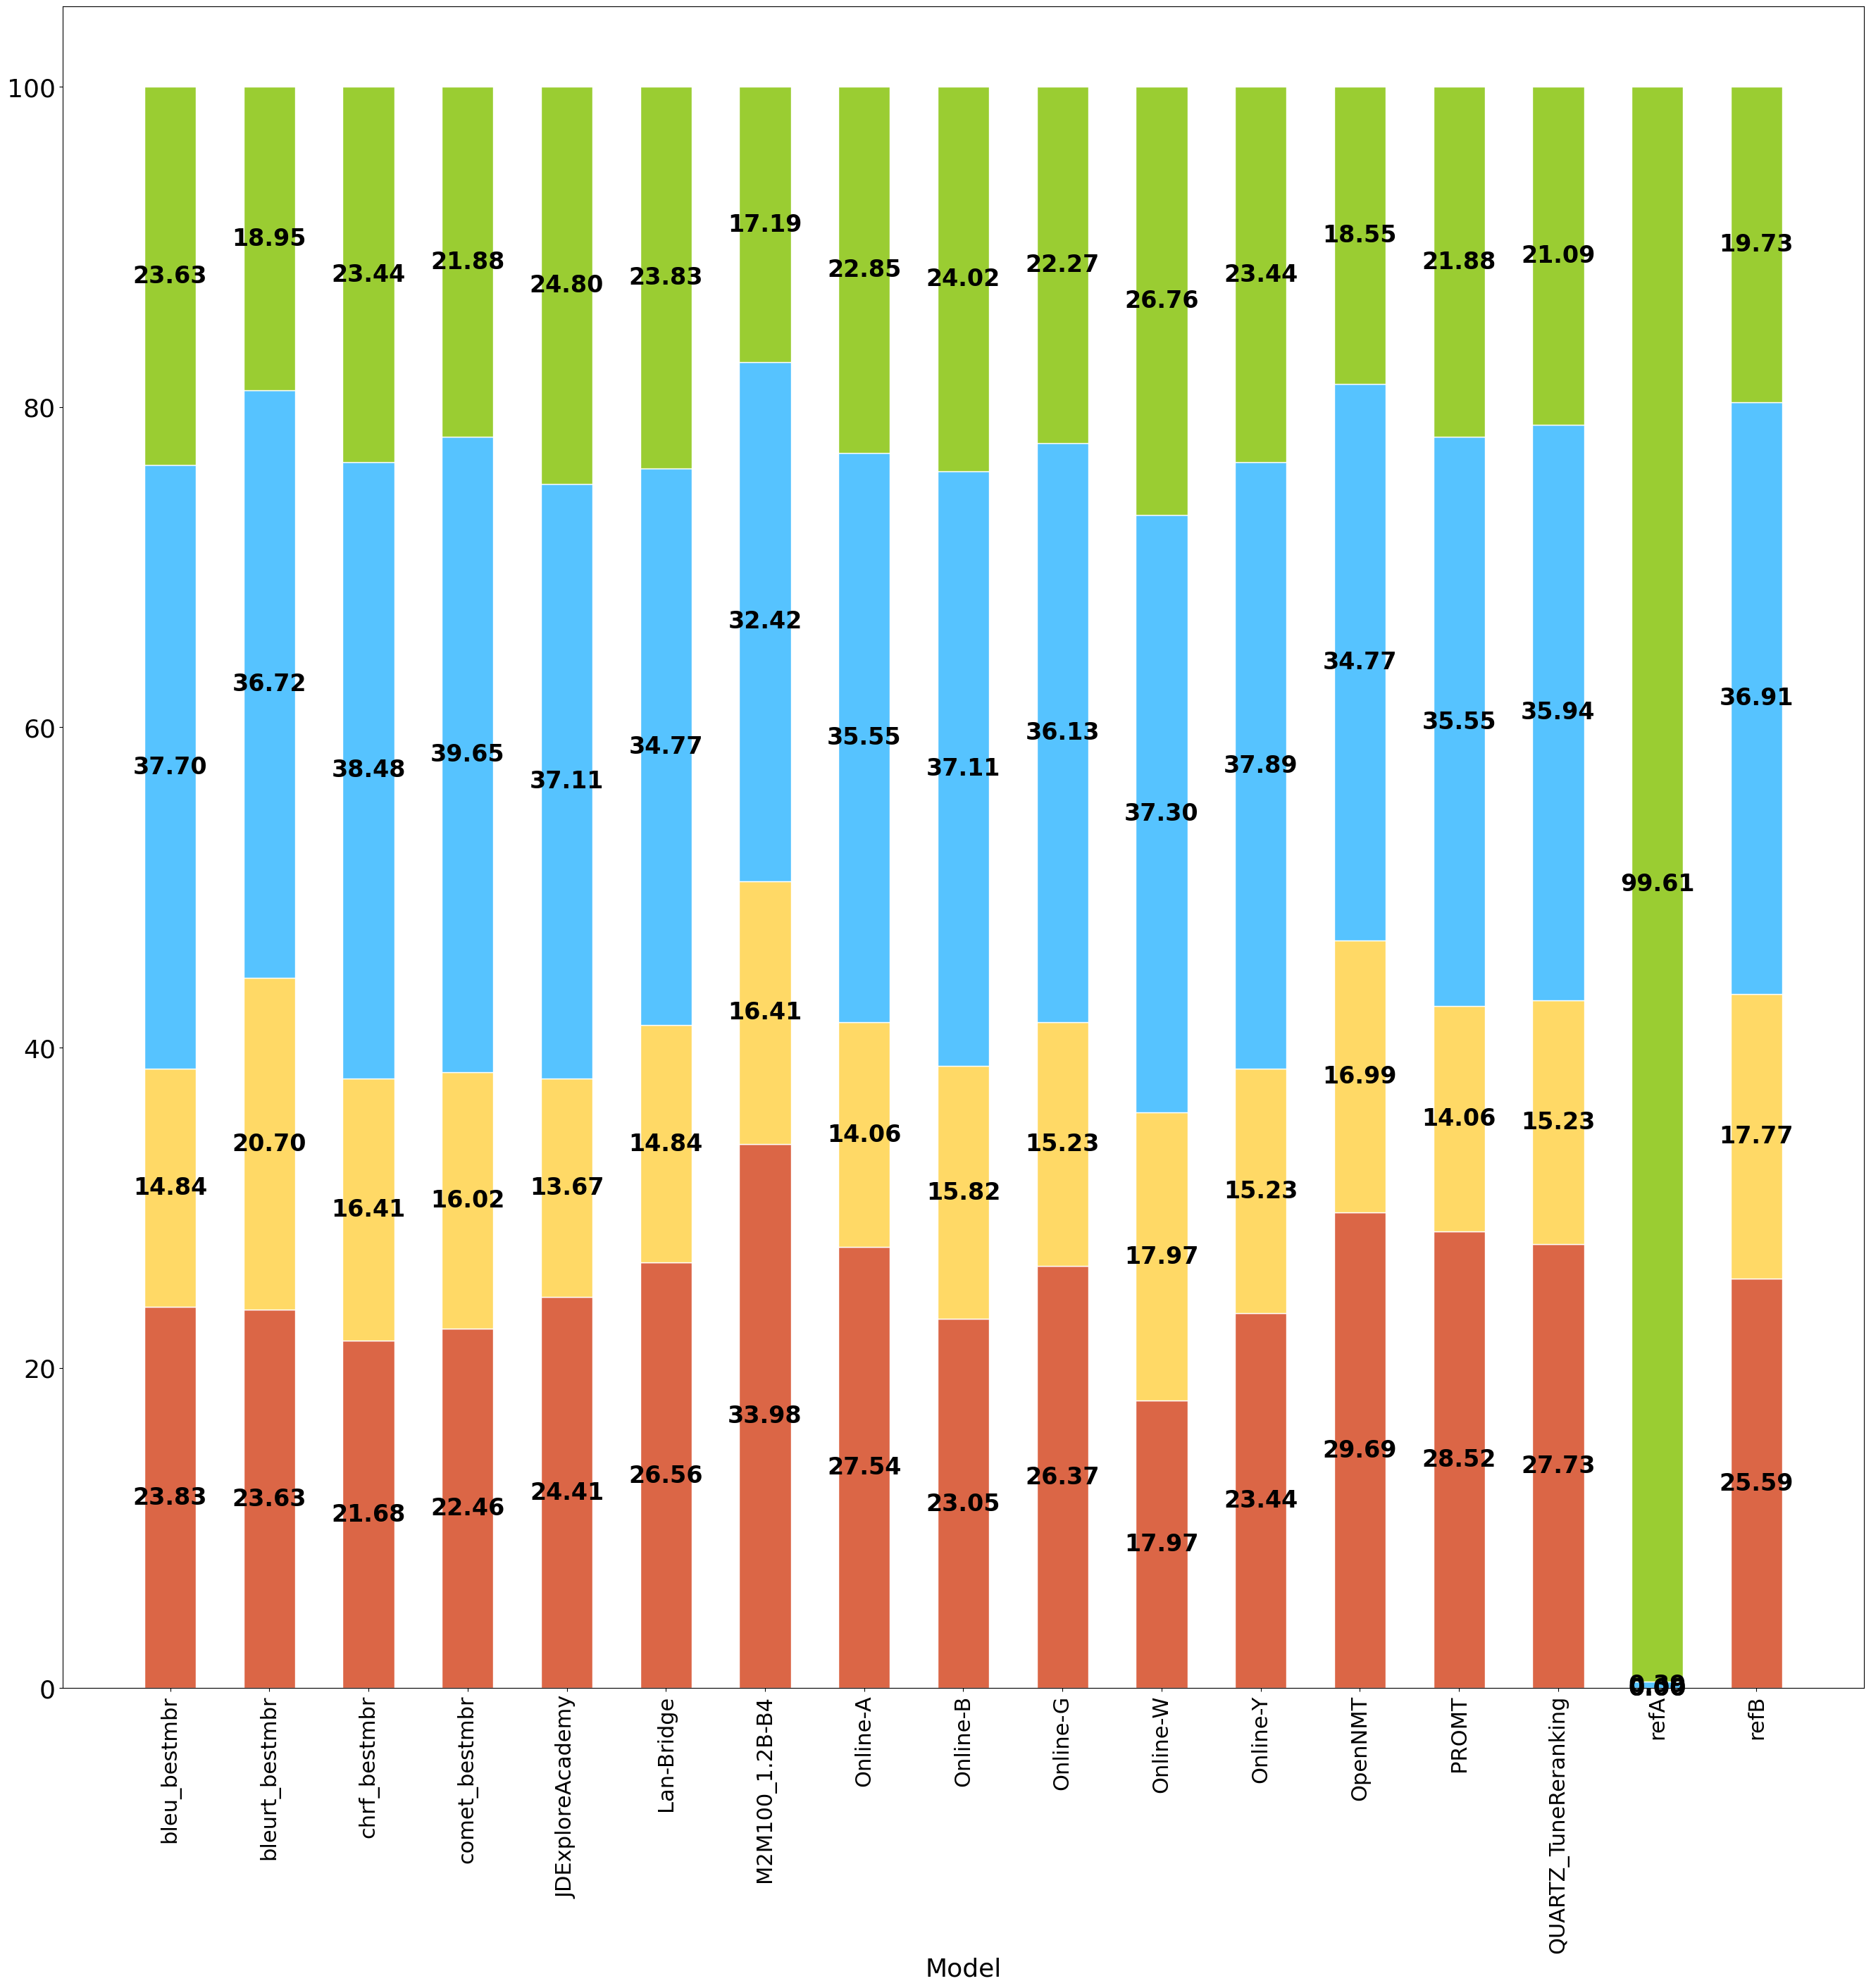 100
80
60
40
20
0
23.63 18.95 23.44 21.88 24.80 23.83 17.19 22.85 24.02 22.27 26.76 23.44 18.55 21.88 21.09 99.61 19.73
37.70 36.72 38.48 39.65 37.11 34.77 32.42 35.55 37.11 36.13 37.30 37.89 34.77 35.55 35.94 36.91
14.84 20.70 16.41 16.02 13.67 14.84 16.41 14.06 15.82 15.23 17.97 15.23 16.99 14.06 15.23 17.77
23.83 23.63 21.68 22.46 24.41 26.56 33.98 27.54 23.05 26.37 17.97 23.44 29.69 28.52 27.73 25.59
bleu_bestmbr
bleurt_bestmbr
chrf_bestmbr
comet_bestmbr
JDExploreAcademy
Lan-Bridge
M2M100_1.2B-B4
Online-A
Online-B
Online-G
Online-W
Online-Y
OpenNMT
PROMT
QUARTZ_TuneReranking
refA
refB
Model